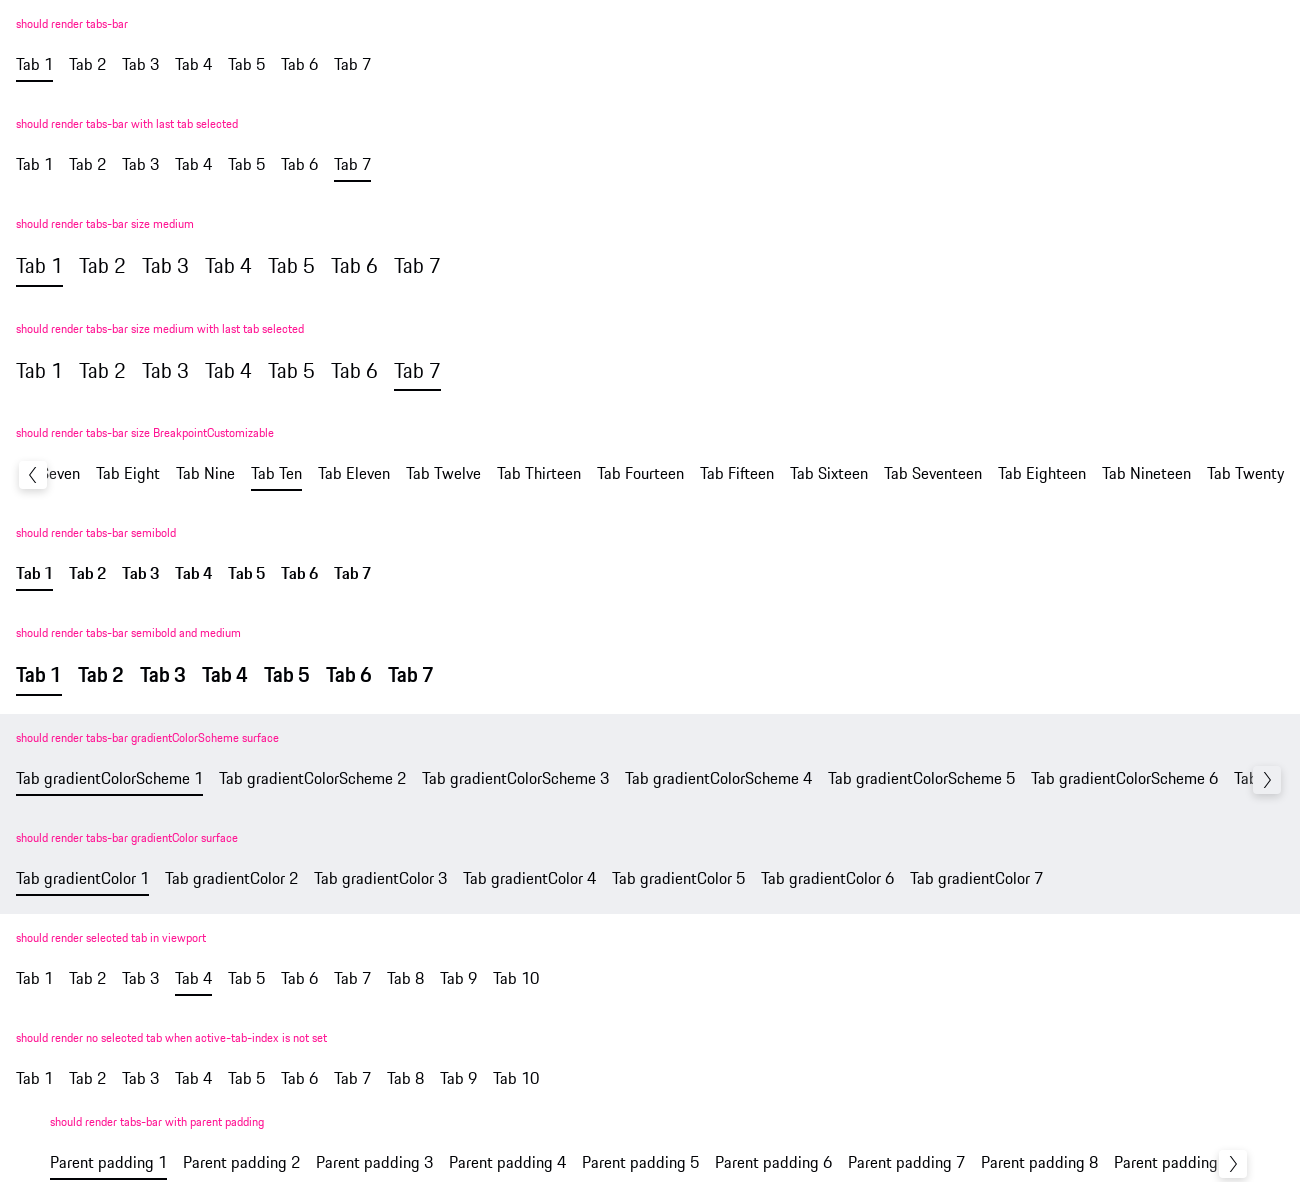 should render tabs-bar
Tab 1 Tab 2 Tab 3 Tab 4 Tab 5 Tab 6 Tab 7
should render tabs-bar with last tab selected
Tab 1 Tab 2 Tab 3 Tab 4 Tab 5 Tab 6 Tab 7
should render tabs-bar size medium
Tab 1 Tab 2 Tab 3 Tab 4 Tab 5 Tab 6 Tab 7
should render tabs-bar size medium with last tab selected
Tab 1 Tab 2 Tab 3 Tab 4 Tab 5 Tab 6 Tab 7
should render tabs-bar size BreakpointCustomizable
Seven Tab Eight Tab Nine Tab Ten Tab Eleven Tab Twelve Tab Thirteen Tab Fourteen Tab Fifteen Tab Sixteen Tab Seventeen Tab Eighteen Tab Nineteen Tab Twenty
should render tabs-bar semibold
Tab 1 Tab 2 Tab 3 Tab 4 Tab 5 Tab 6 Tab 7
should render tabs-bar semibold and medium
Tab 1 Tab 2 Tab 3 Tab 4 Tab 5 Tab 6 Tab 7
should render tabs-bar gradientColorScheme surface
Tab gradientColorScheme 1 Tab gradientColorScheme 2 Tab gradientColorScheme 3 Tab gradientColorScheme 4 Tab gradientColorScheme 5 Tab gradientColorScheme 6 Tab
should render tabs-bar gradientColor surface
Tab gradientColor 1 Tab gradientColor 2 Tab gradientColor 3 Tab gradientColor 4 Tab gradientColor 5 Tab gradientColor 6 Tab gradientColor 7
should render selected tab in viewport
Tab 1 Tab 2 Tab 3 Tab 4 Tab 5 Tab 6 Tab 7 Tab 8 Tab 9 Tab 10
should render no selected tab when active-tab-index is not set
Tab 1 Tab 2 Tab 3 Tab 4 Tab 5 Tab 6 Tab 7 Tab 8 Tab 9 Tab 10
should render tabs-bar with parent padding
Parent padding 1 Parent padding 2 Parent padding 3 Parent padding 4 Parent padding 5 Parent padding 6 Parent padding 7 Parent padding 8 Parent padding